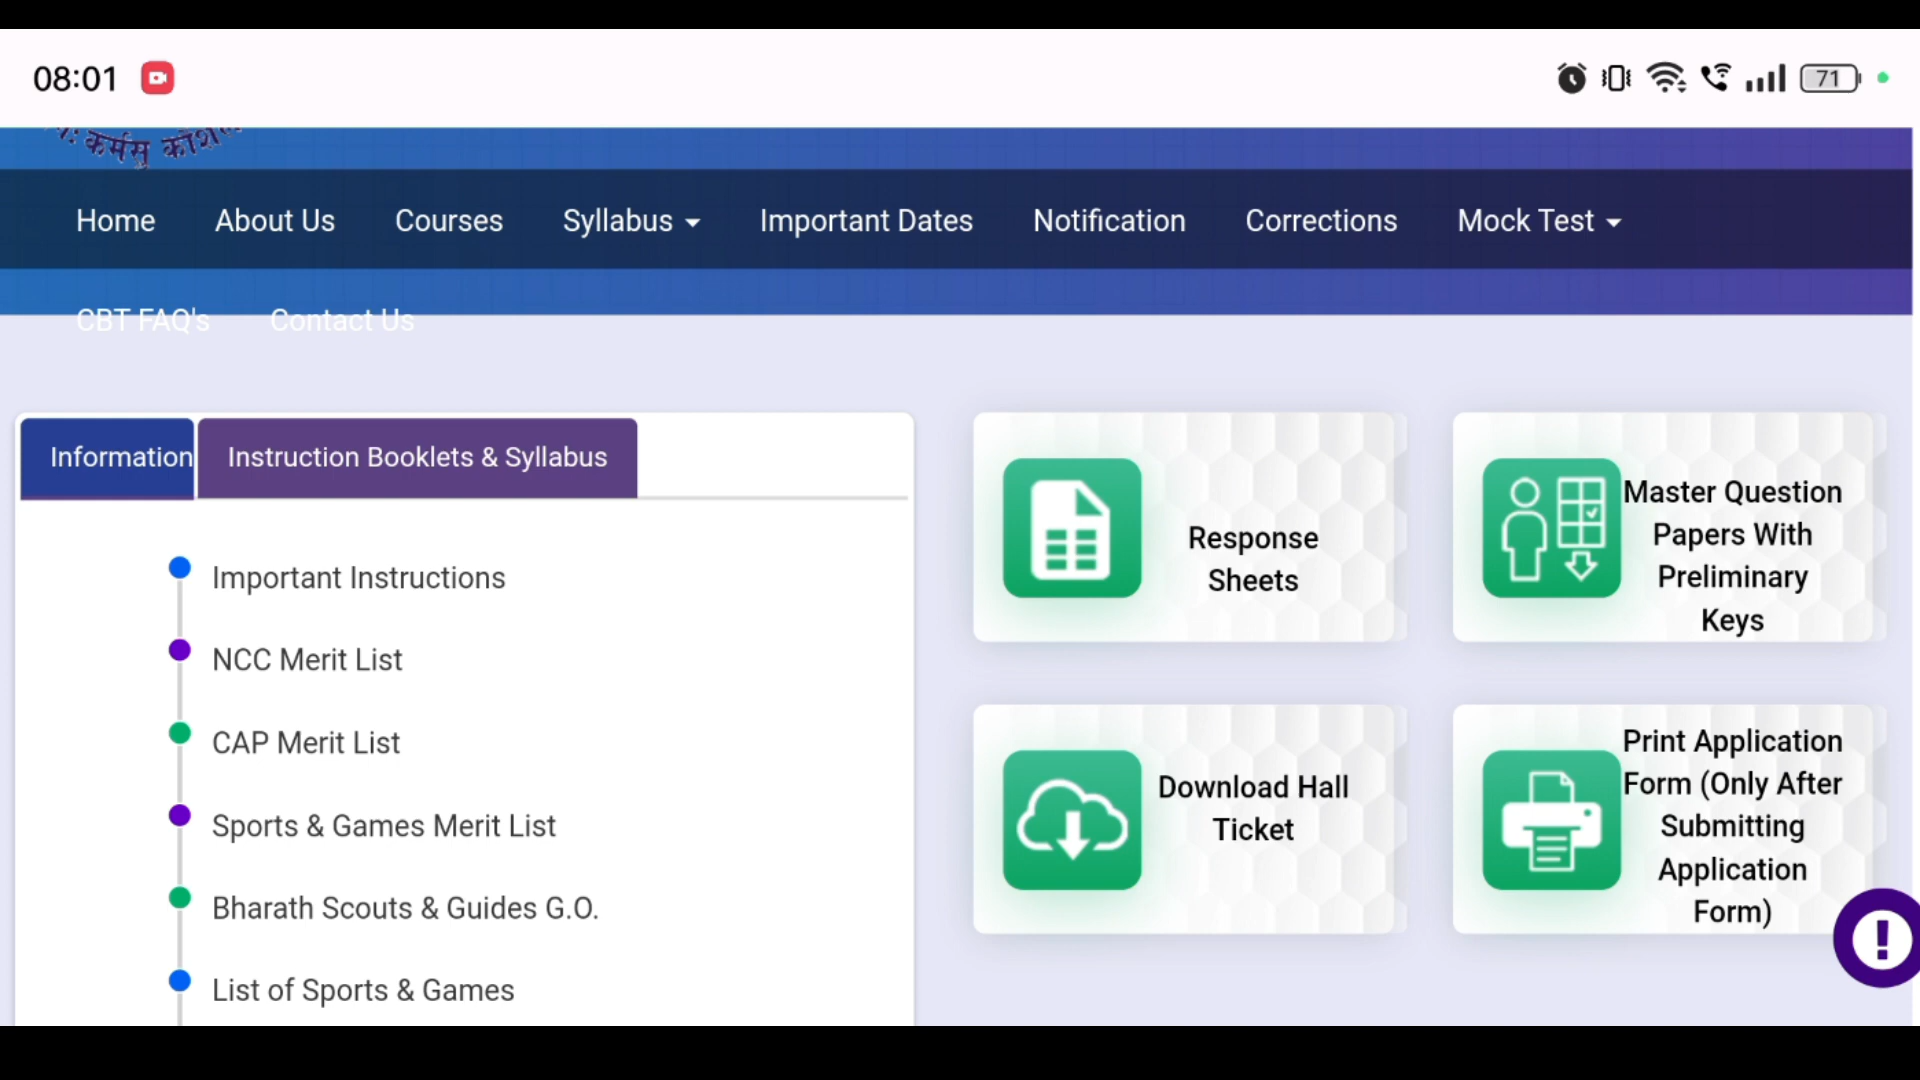 08:01
71
कर्मसु
Home About Us Courses Syllabus Important Dates Notification Corrections Mock Test
CBT FAQ's Contact Us
Information Instruction Booklets & Syllabus
Important Instructions
NCC Merit List
CAP Merit List
Sports & Games Merit List
Bharath Scouts & Guides G.O.
List of Sports & Games
Response
Sheets
Master Question
Papers With
Preliminary
Keys
Download Hall
Ticket
Print Application
Form (Only After
Submitting
Application
Form)